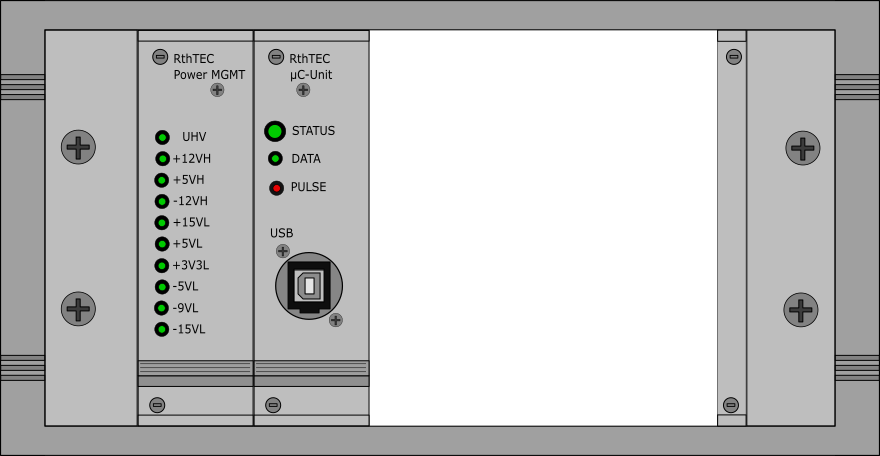 RthTEC
Power MGMT
UHV
+12VH
+5VH
-12VH
+15VL
+5VL
+3V3L
-5VL
-9VL
-15VL
RthTEC
µC-Unit
STATUS
DATA
PULSE
USB